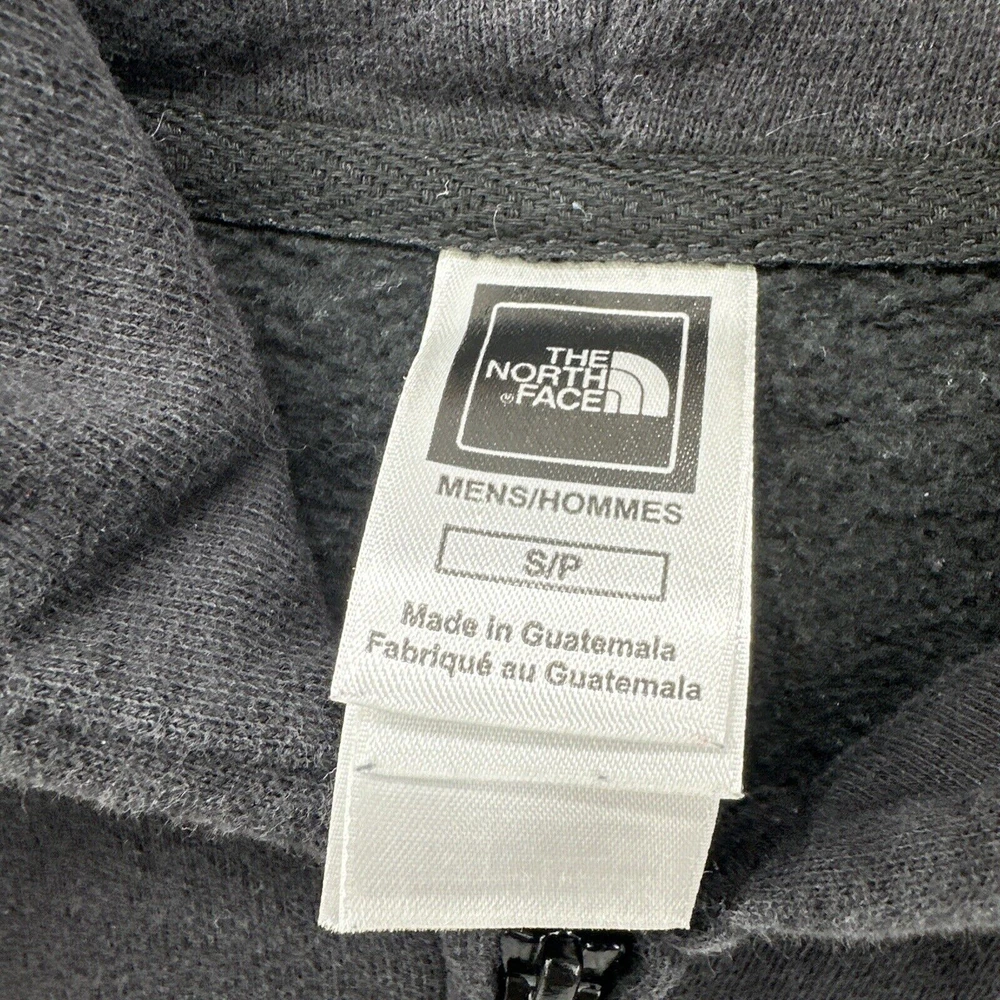 THE
NORTH
FACE
MENS/HOMMES
S/P
Made in Guatemala
Fabriqué au Guatemala